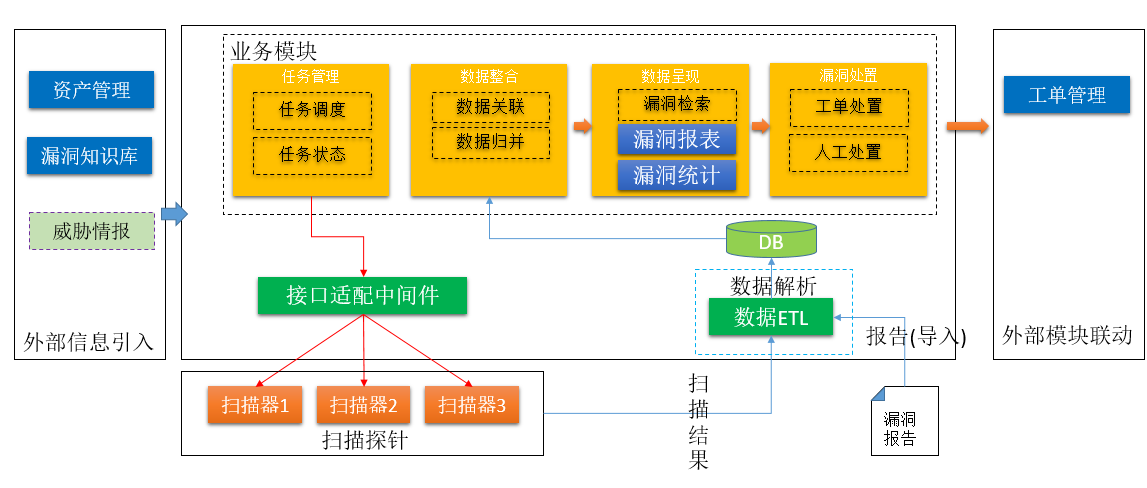 资产管理
漏洞知识库
威胁情报
外部信息引入
业务模块
任务管理
任务调度
任务状态
数据整合
数据关联
数据归并
数据呈现
漏洞检索
漏洞报表
漏洞统计
漏洞处置
工单处置
人工处置
DB
数据解析
数据ETL
接口适配中间件
报告(导入)
工单管理
外部模块联动
扫描器1
扫描器2
扫描器3
扫描探针
扫
描
结
果
漏洞
报告